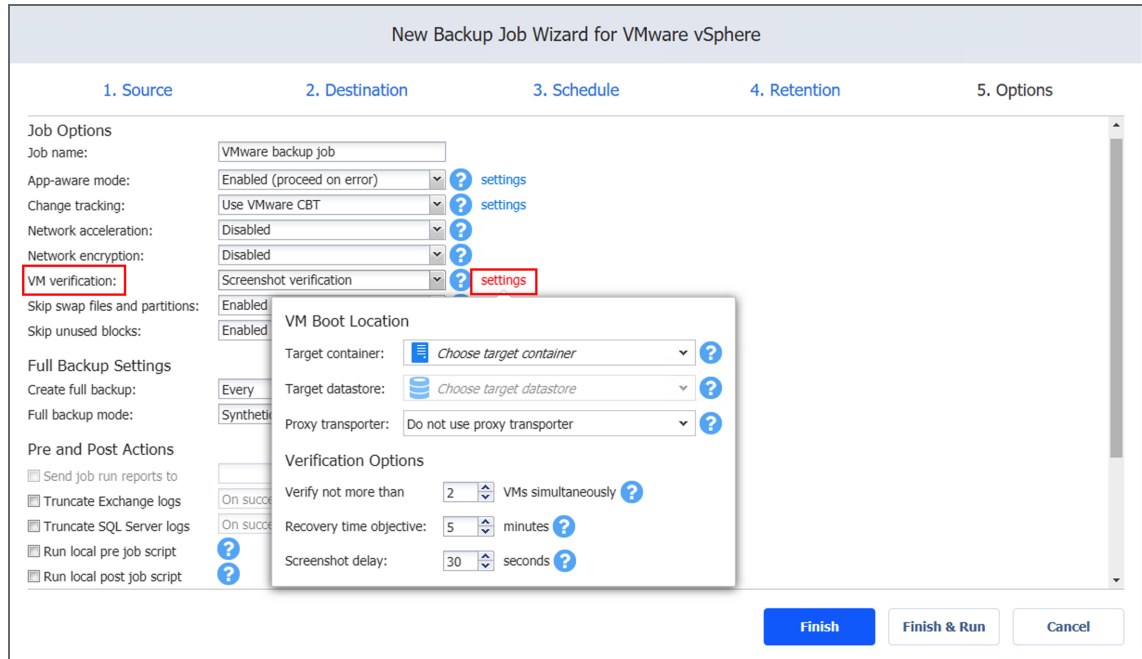 New Backup Job Wizard for VMware vSphere
1. Source 2. Destination 3. Schedule 4. Retention 5. Options
Job Options
Job name: VMware backup job
App-aware mode: Enabled (proceed on error) ? settings
Change tracking: Use VMware CBT ? settings
Network acceleration: Disabled ?
Network encryption: Disabled ?
VM verification: Screenshot verification ? settings
Skip swap files and partitions: Enabled
Skip unused blocks: Enabled
Full Backup Settings
Create full backup: Every
Full backup mode:
Pre and Post Actions
Send job run reports to
Truncate Exchange logs On
Truncate SQL Server logs On
Run local pre job script ?
Run local post job script ?
VM Boot Location
Target container: Choose target container ?
Target datastore: Choose target datastore ?
Proxy transporter: Do not use proxy transporter ?
Verification Options
Verify not more than 2 VMs simultaneously ?
Recovery time objective: 5 minutes ?
Screenshot delay: 30 seconds ?
Finish Finish & Run Cancel